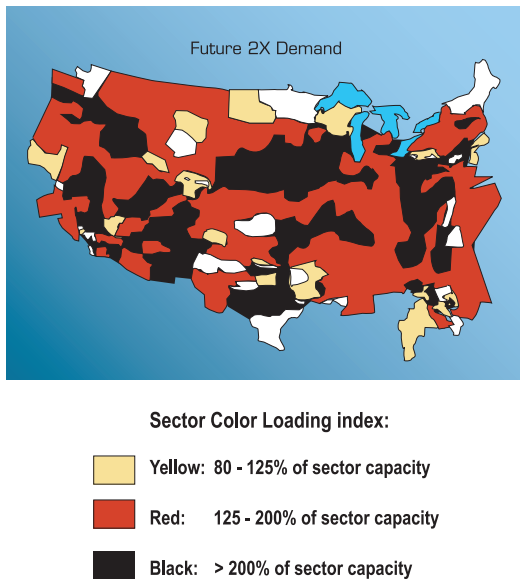 Future 2X Demand
Sector Color Loading index:
Yellow: 80 - 125% of sector capacity
Red: 125 - 200% of sector capacity
Black: > 200% of sector capacity